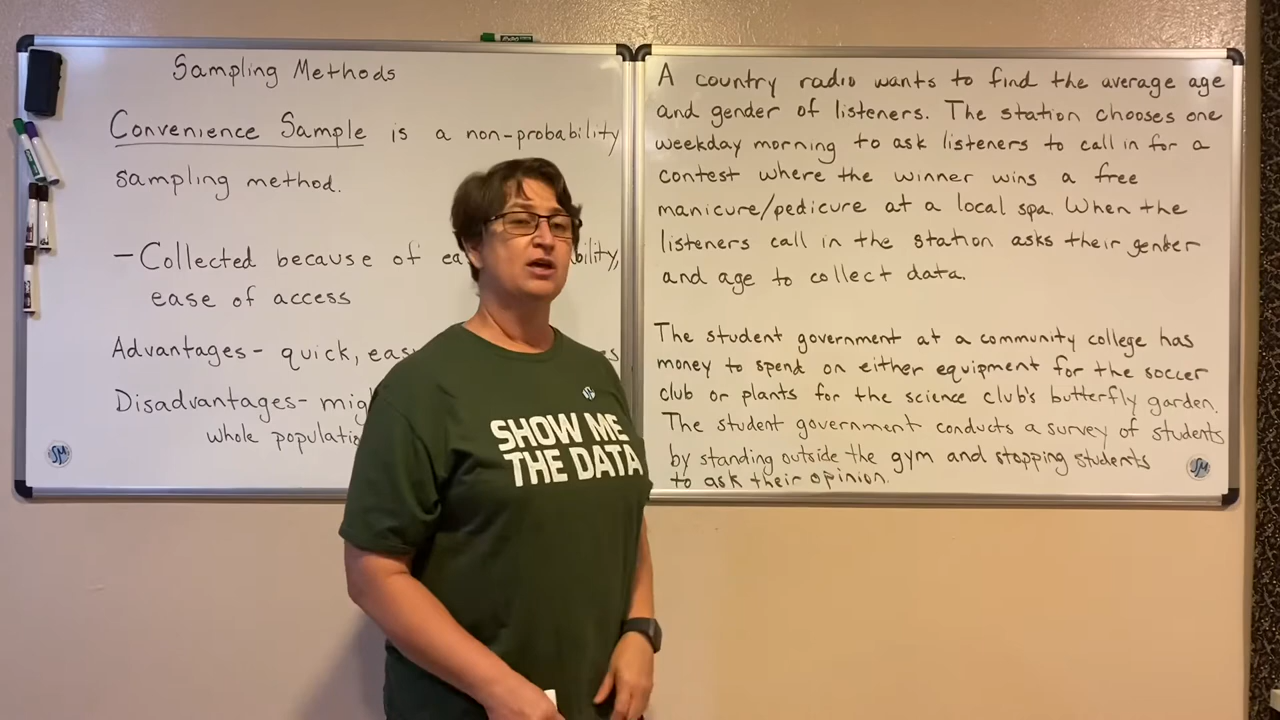 Sampling Methods
Convenience Sample is a non-probability
sampling method.
- Collected because of
ease of access
Advantages- quick,
Disadvantages-
whole
A country radio wants to find the average age
and gender of listeners. The station chooses one
weekday morning to ask listeners to call in for a
contest where the winner wins a free
manicure/pedicure at a local spa. When the
listeners call in the station asks their gender
and age to collect data.
The student government at a community college has
money to spend on either equipment for the soccer
club or plants for the science club's butterfly garden.
The student government conducts a survey of students
by standing outside the gym and stopping students
to ask their opinion.
SHOW ME
THE DATA
SM
SM